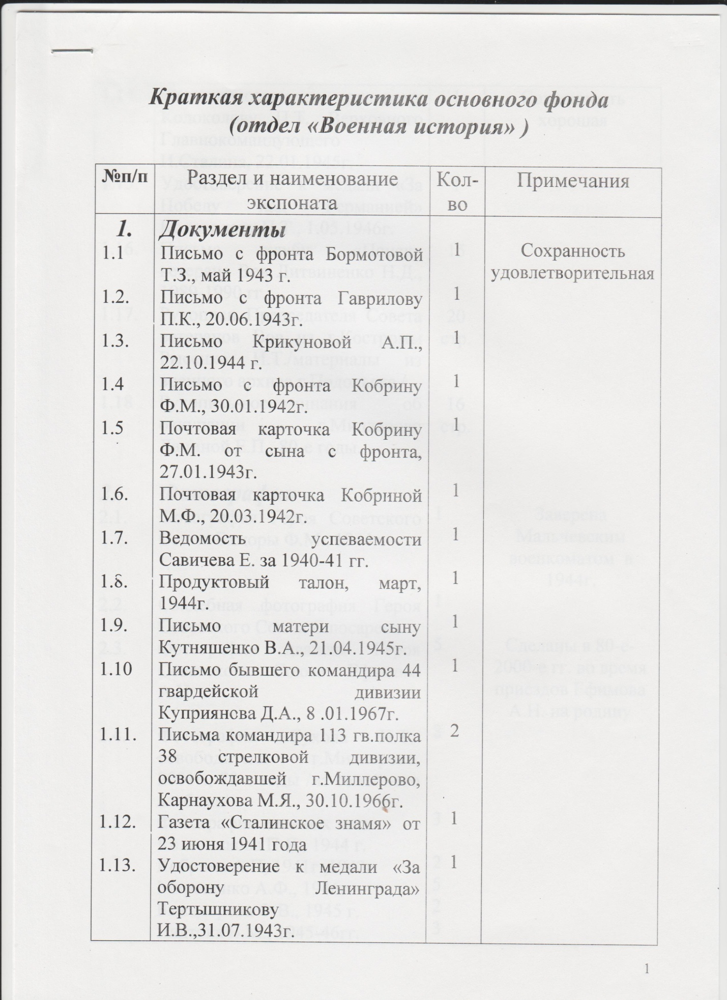 Краткая характеристика основного фонда
(отдел «Военная история» )
№п/п Раздел и наименование Кол- Примечания
экспоната во
1. Документы
1.1 Письмо с фронта Бормотовой 1 Сохранность
Т.З., май 1943 г. удовлетворительная
1.2. Письмо с фронта Гаврилову 1
П.К., 20.06.1943г.
1.3. Письмо Крикуновой А.П., 1
22.10.1944 г.
1.4 Письмо с фронта Кобрину 1
Ф.М., 30.01.1942г.
1.5 Почтовая карточка Кобрину 1
Ф.М. от сына с фронта,
27.01.1943г.
1.6. Почтовая карточка Кобриной 1
М.Ф., 20.03.1942г.
1.7. Ведомость успеваемости 1
Савичева Е. за 1940-41 гг.
1.8. Продуктовый талон, март, 1
1944г.
1.9. Письмо матери сыну 1
Кутняшенко В.А., 21.04.1945г.
1.10 Письмо бывшего командира 44 1
гвардейской дивизии
Куприянова Д.А., 8 .01.1967г.
1.11. Письма командира 113 гв.полка 2
38 стрелковой дивизии,
освобождавшей г.Миллерово,
Карнаухова М.Я., 30.10.1966г.
1.12. Газета «Сталинское знамя» от 1
23 июня 1941 года
1.13. Удостоверение к медали «За 1
оборону Ленинграда»
Тертышникову
И.В.,31.07.1943г.
1